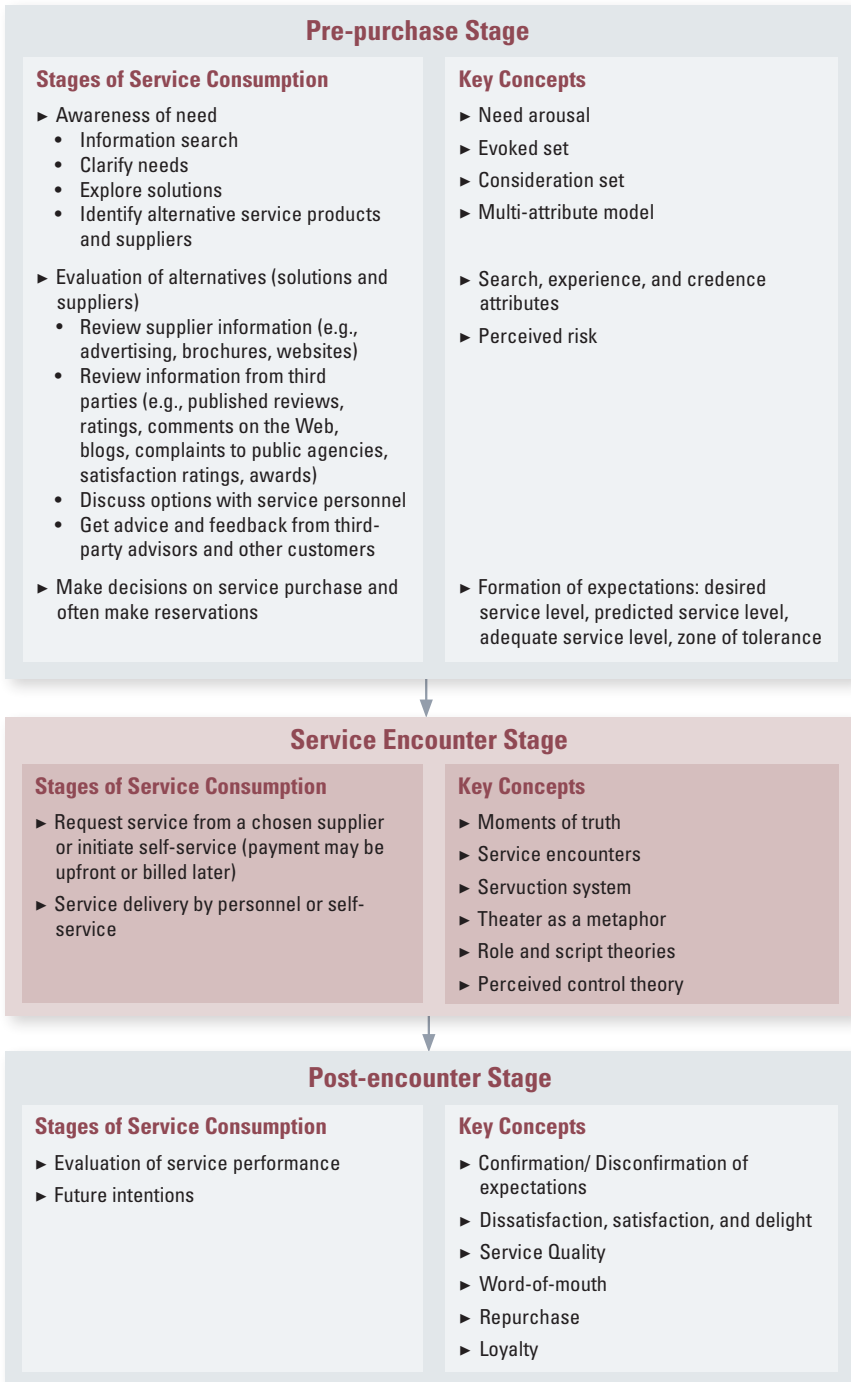 Pre-purchase Stage
Stages of Service Consumption
► Awareness of need
• Information search
• Clarify needs
• Explore solutions
• Identify alternative service products
and suppliers
► Evaluation of alternatives (solutions and
suppliers)
• Review supplier information (e.g.,
advertising, brochures, websites)
• Review information from third
parties (e.g., published reviews,
ratings, comments on the Web,
blogs, complaints to public agencies,
satisfaction ratings, awards)
• Discuss options with service personnel
• Get advice and feedback from third-
party advisors and other customers
► Make decisions on service purchase and
often make reservations
Key Concepts
► Need arousal
► Evoked set
► Consideration set
► Multi-attribute model
► Search, experience, and credence
attributes
► Perceived risk
► Formation of expectations: desired
service level, predicted service level,
adequate service level, zone of tolerance
Service Encounter Stage
Stages of Service Consumption
► Request service from a chosen supplier
or initiate self-service (payment may be
upfront or billed later)
► Service delivery by personnel or self-
service
Key Concepts
► Moments of truth
► Service encounters
► Servuction system
► Theater as a metaphor
► Role and script theories
► Perceived control theory
Post-encounter Stage
Stages of Service Consumption
► Evaluation of service performance
► Future intentions
Key Concepts
► Confirmation/ Disconfirmation of
expectations
► Dissatisfaction, satisfaction, and delight
► Service Quality
► Word-of-mouth
► Repurchase
► Loyalty